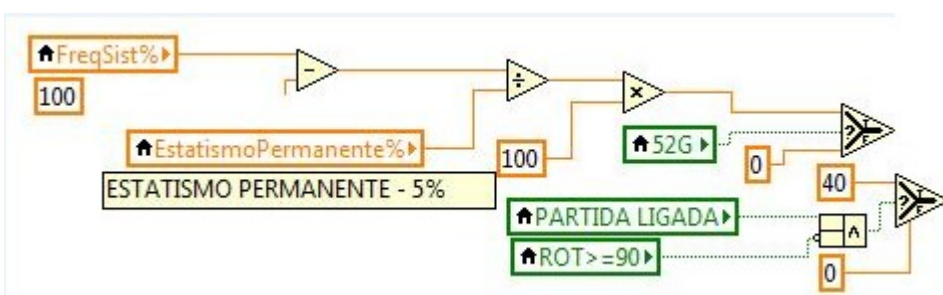 FreqSist%
100
EstatismoPermanente%
100
52G
0
ESTATISMO PERMANENTE - 5%
40
PARTIDA LIGADA
ROT>=90
0